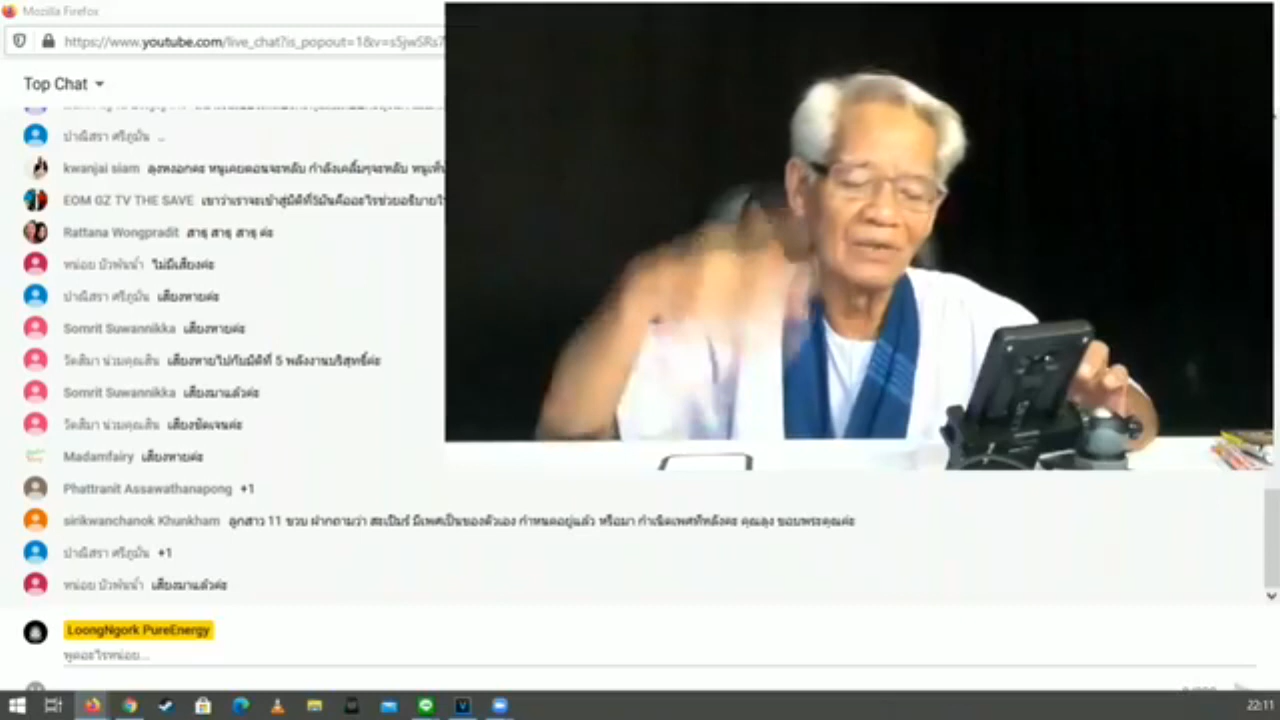 Mozilla Firefox
https://www.youtube.com/live_chat?is_popout=1&v=s5jwSRs7
Top Chat
ปาณิสรา ศรีภูมั่น ..
kwanjai siam ลุงหงอกคะ หนูเคยตอนจะหลับ กำลังเคลิ้มๆจะหลับ หนูเห็น
EOM GZ TV THE SAVE เขาว่าเราจะเข้าสู่มิติที่5มันคืออะไรช่วยอธิบาย
Rattana Wongpradit สาธุ สาธุ สาธุ ค่ะ
หน่อย บัวพันน้ำ ไม่มีเสียงค่ะ
ปาณิสรา ศรีภูมั่น เสียงหายค่ะ
Somrit Suwannikka เสียงหายค่ะ
วัดสิมา น่วมคุณสิน เสียงหายไปกับมิติที่ 5 พลังงานบริสุทธิ์ค่ะ
Somrit Suwannikka เสียงมาแล้วค่ะ
วัดสิมา น่วมคุณสิน เสียงชัดเจนค่ะ
Madamfairy เสียงหายค่ะ
Phattranit Assawathanapong +1
sirikwanchanok Khunkham ลูกสาว 11 ขวบ ฝากถามว่า สะเปิมร์ มีเพศเป็นของตัวเอง กำหนดอยู่แล้ว หรือมา กำเนิดเพศทีหลังคะ คุณลุง ขอบพระคุณค่ะ
ปาณิสรา ศรีภูมั่น +1
หน่อย บัวพันน้ำ เสียงมาแล้วค่ะ
LoongNgork PureEnergy
พูดอะไรหน่อย...
22:11